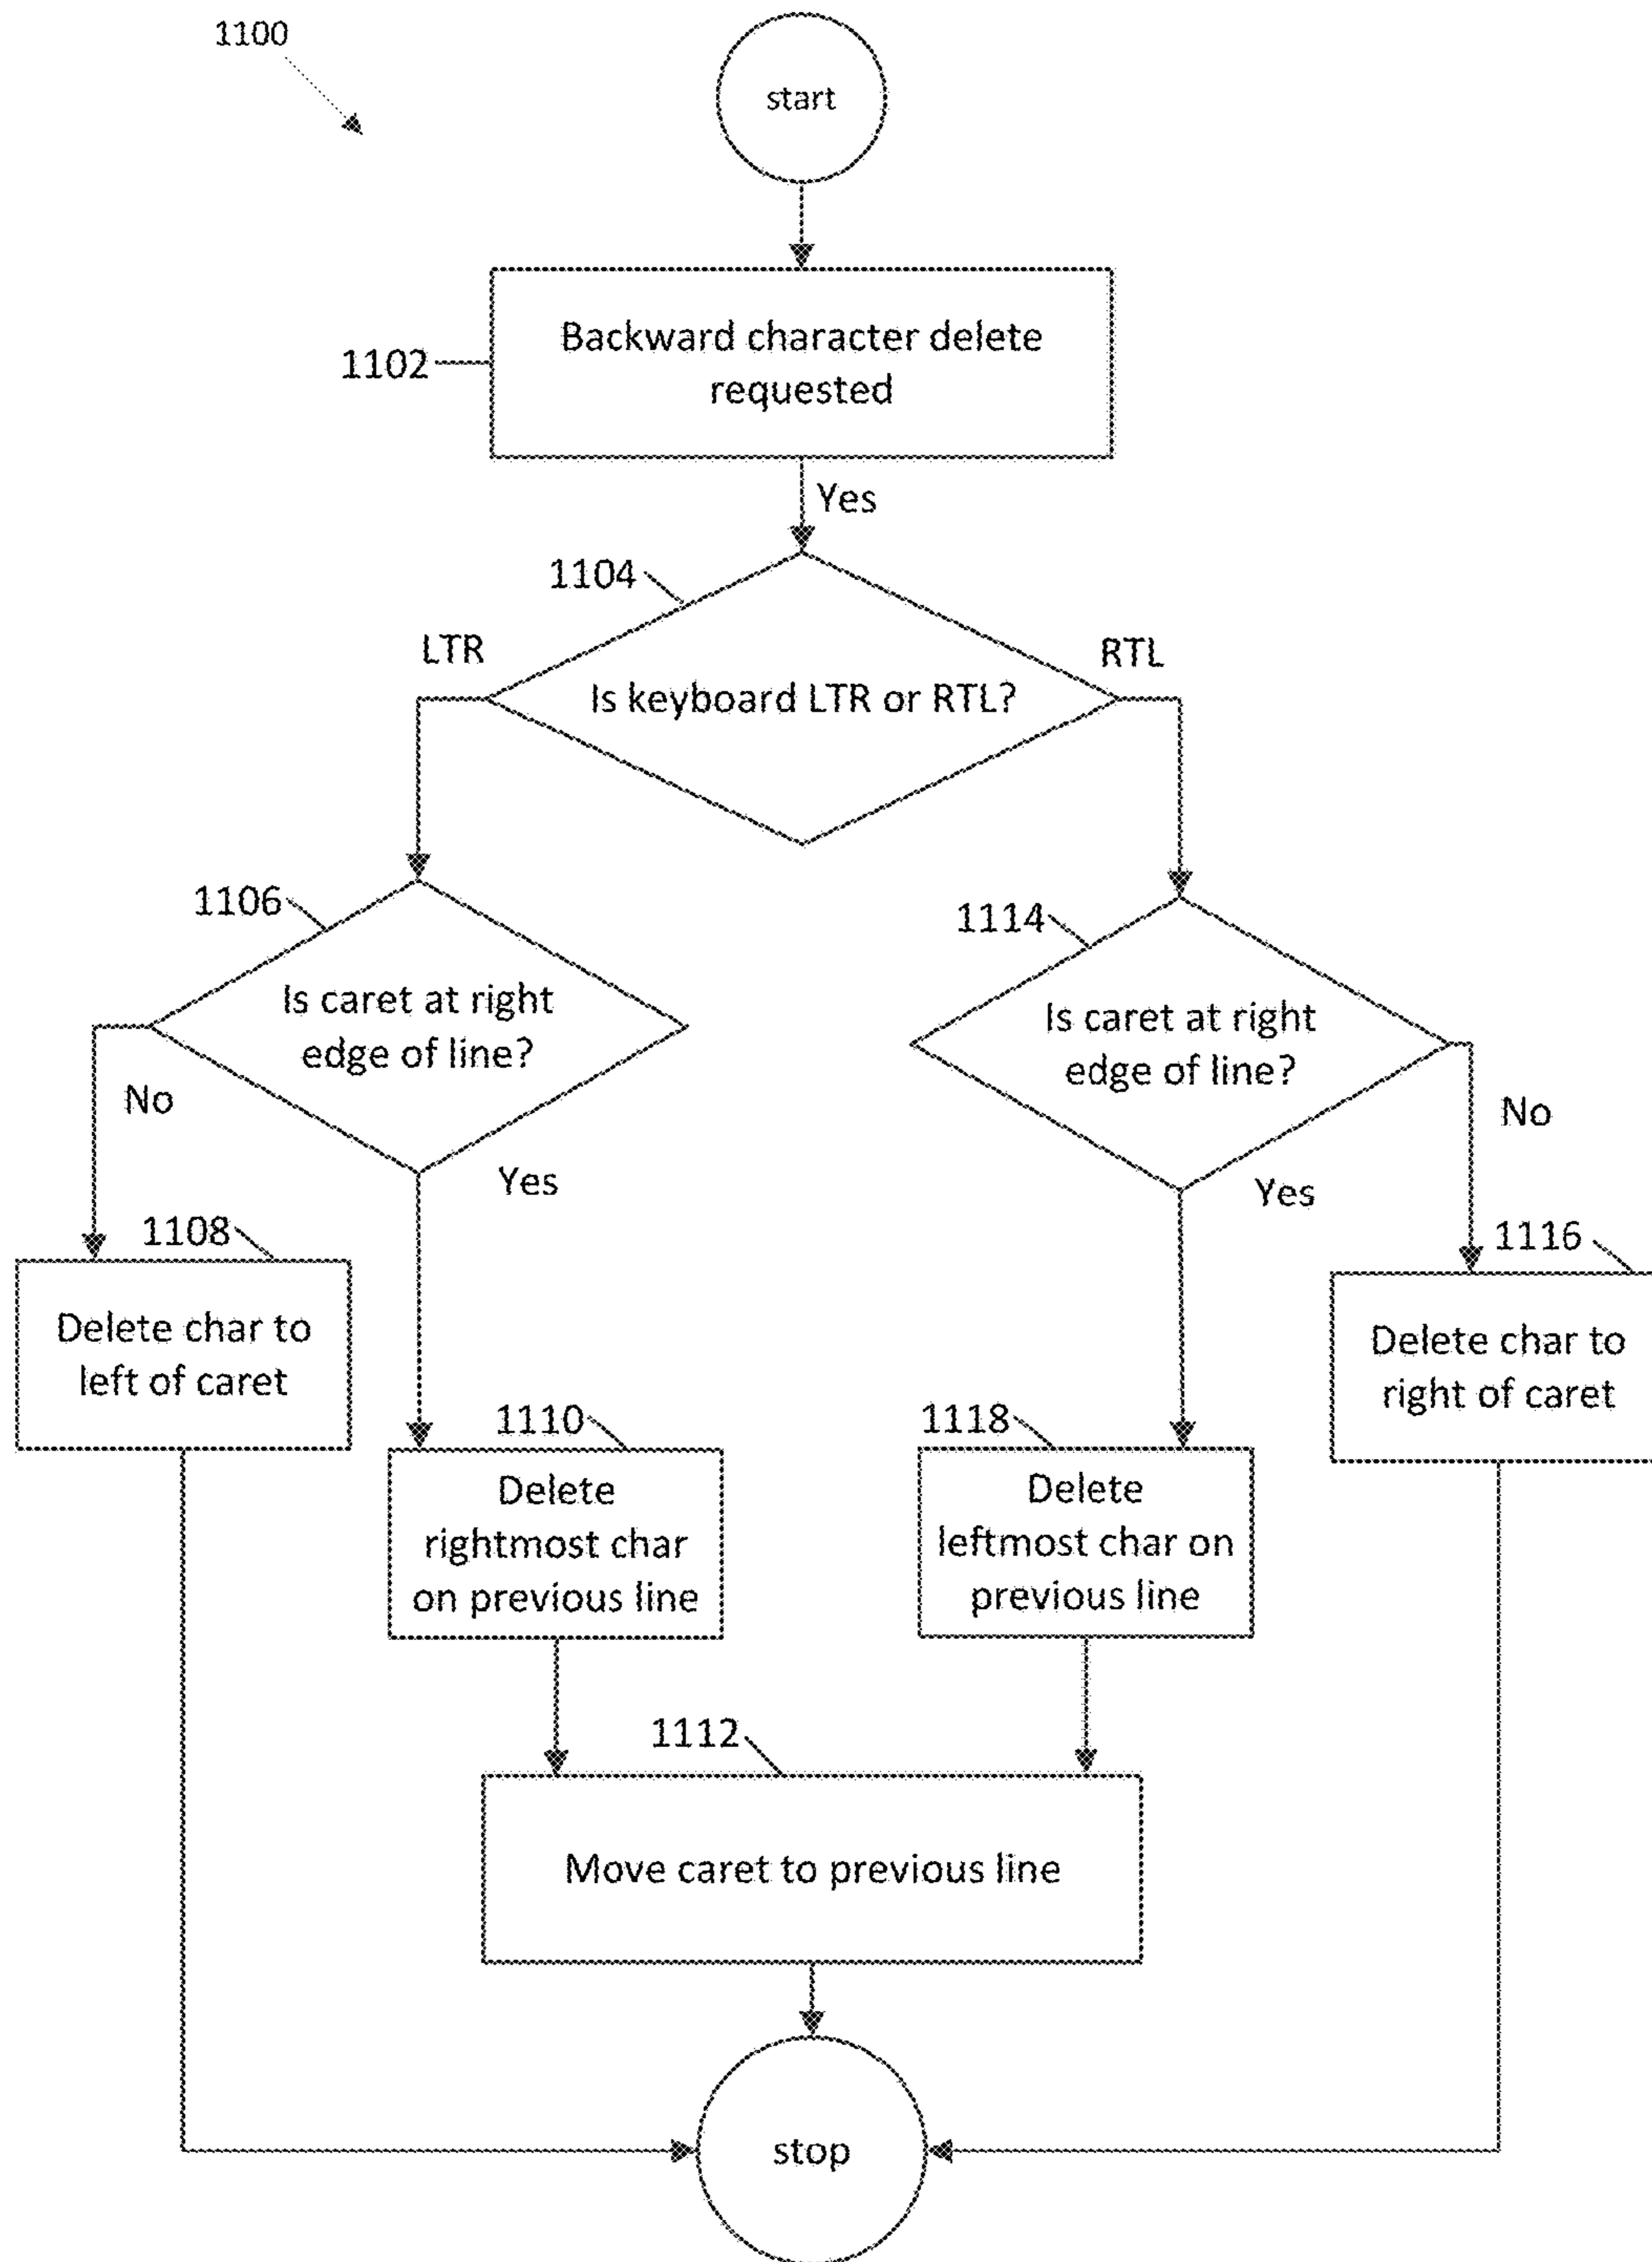 1100
start
1102
Backward character delete
requested
Yes
1104
LTR
RTL
Is keyboard LTR or RTL?
1106
Is caret at right
edge of line?
No
Yes
1114
Is caret at right
edge of line?
No
Yes
1108
Delete char to
left of caret
1116
Delete char to
right of caret
1110
Delete
rightmost char
on previous line
1118
Delete
leftmost char on
previous line
1112
Move caret to previous line
stop